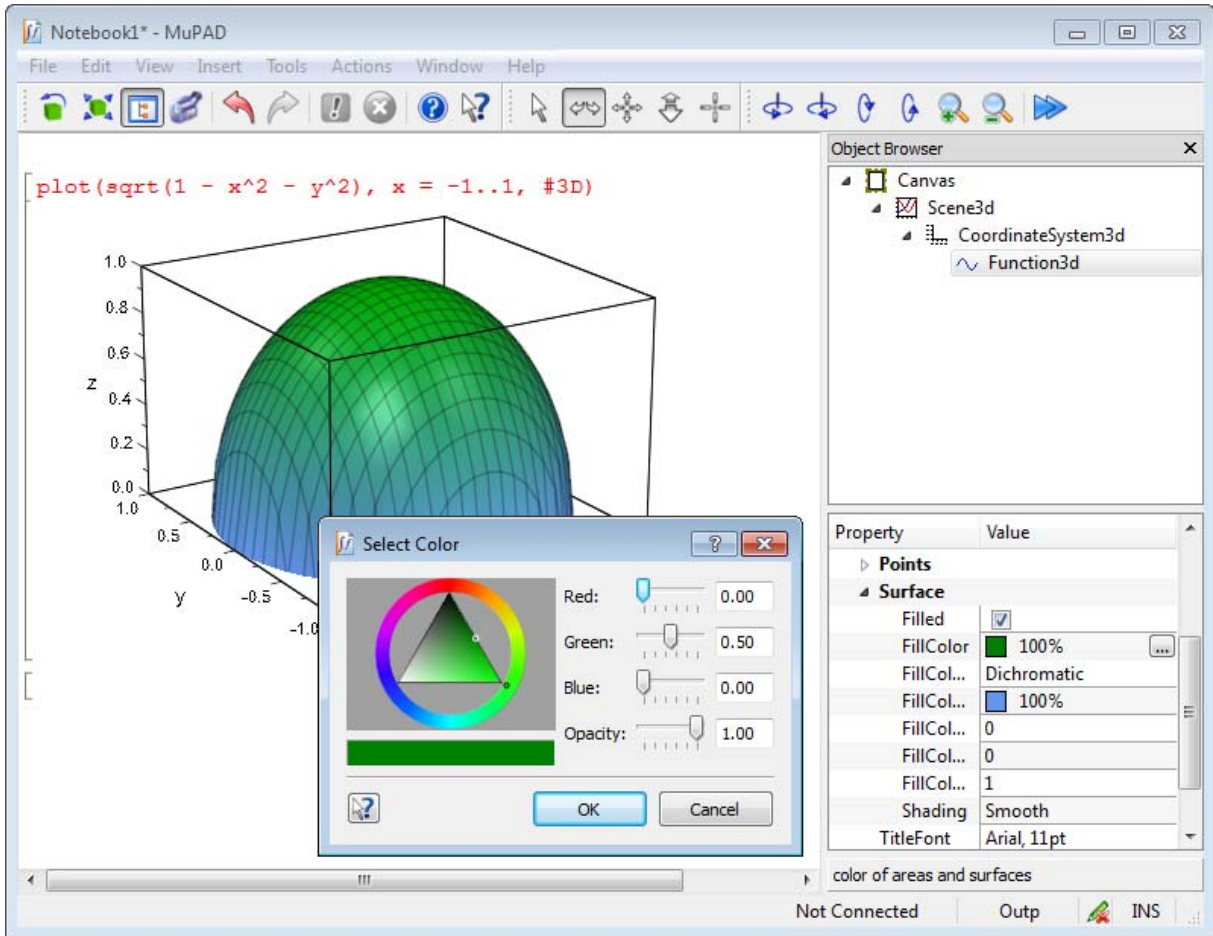 Notebook1* - MuPAD
File Edit View Insert Tools Actions Window Help
plot(sqrt(1 - x^2 - y^2), x = -1..1, #3D)
1.0
0.8
0.6
z
0.4
0.2
0.0
1.0
0.5
0.0
y
-0.5
-1.0
Select Color
Red: 0.00
Green: 0.50
Blue: 0.00
Opacity: 1.00
OK Cancel
Object Browser
Canvas
Scene3d
CoordinateSystem3d
Function3d
Property Value
Points
Surface
Filled
FillColor 100% ...
FillCol... Dichromatic
FillCol... 100%
FillCol... 0
FillCol... 0
FillCol... 1
Shading Smooth
TitleFont Arial, 11pt
color of areas and surfaces
Not Connected Outp INS